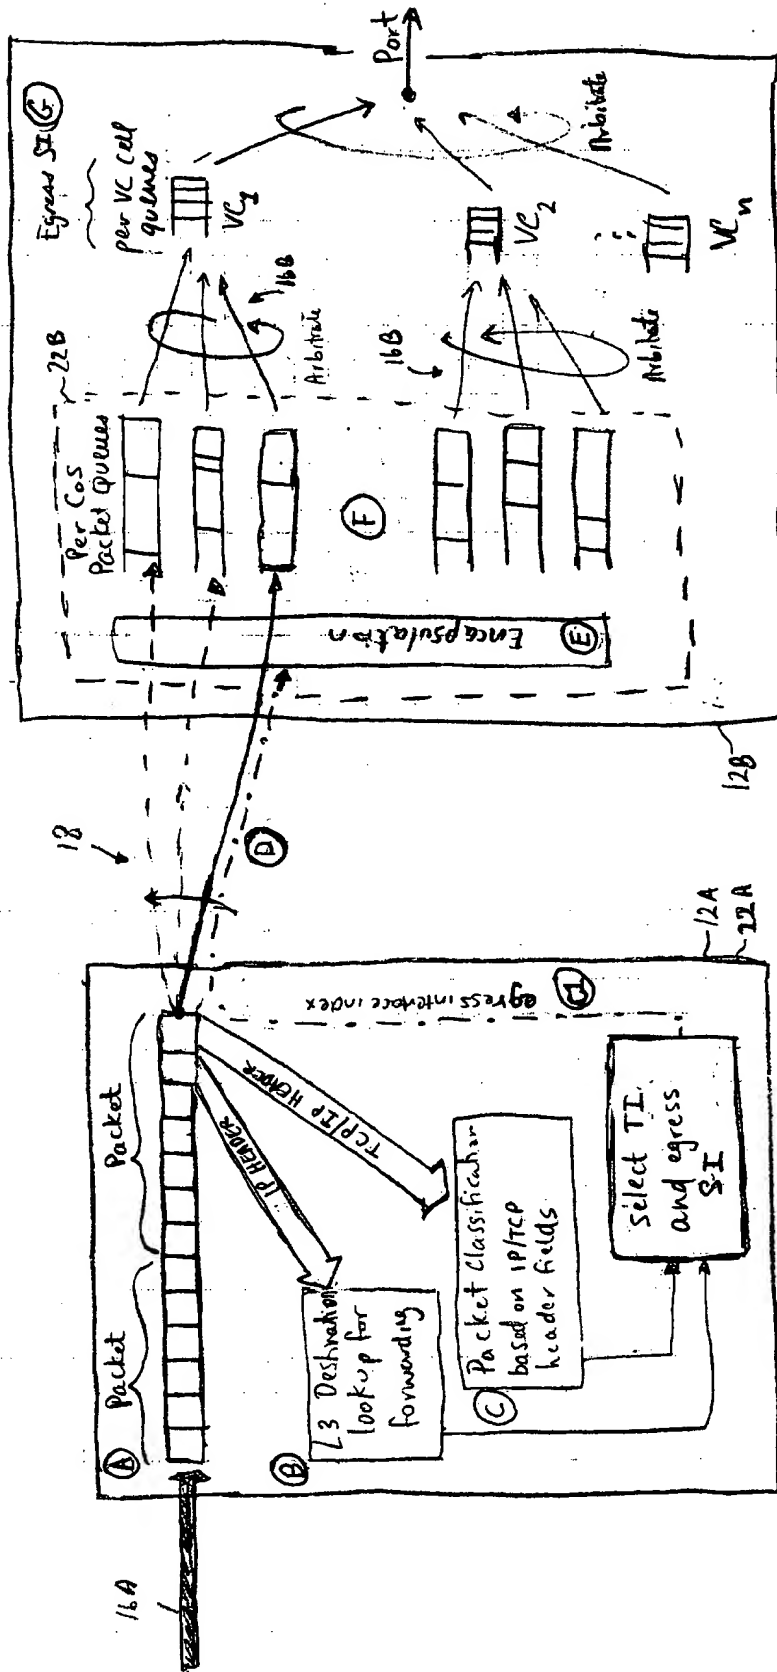 16A
A
Packet
Packet
IP HEADER
TCP/IP HEADER
B
L3 Destination
lookup for
forwarding
C
Packet Classification
based on IP/TCP
header fields
select TI
and egress
S-I
egress interface index
12A
22A
18
D
12B
E
Encapsulation
Per CoS
Packet Queues
22B
F
Arbitrate
16B
16B
Arbitrate
Egress SI
G
per VC cell
queues
VC1
VC2
VCn
Arbitrate
Port